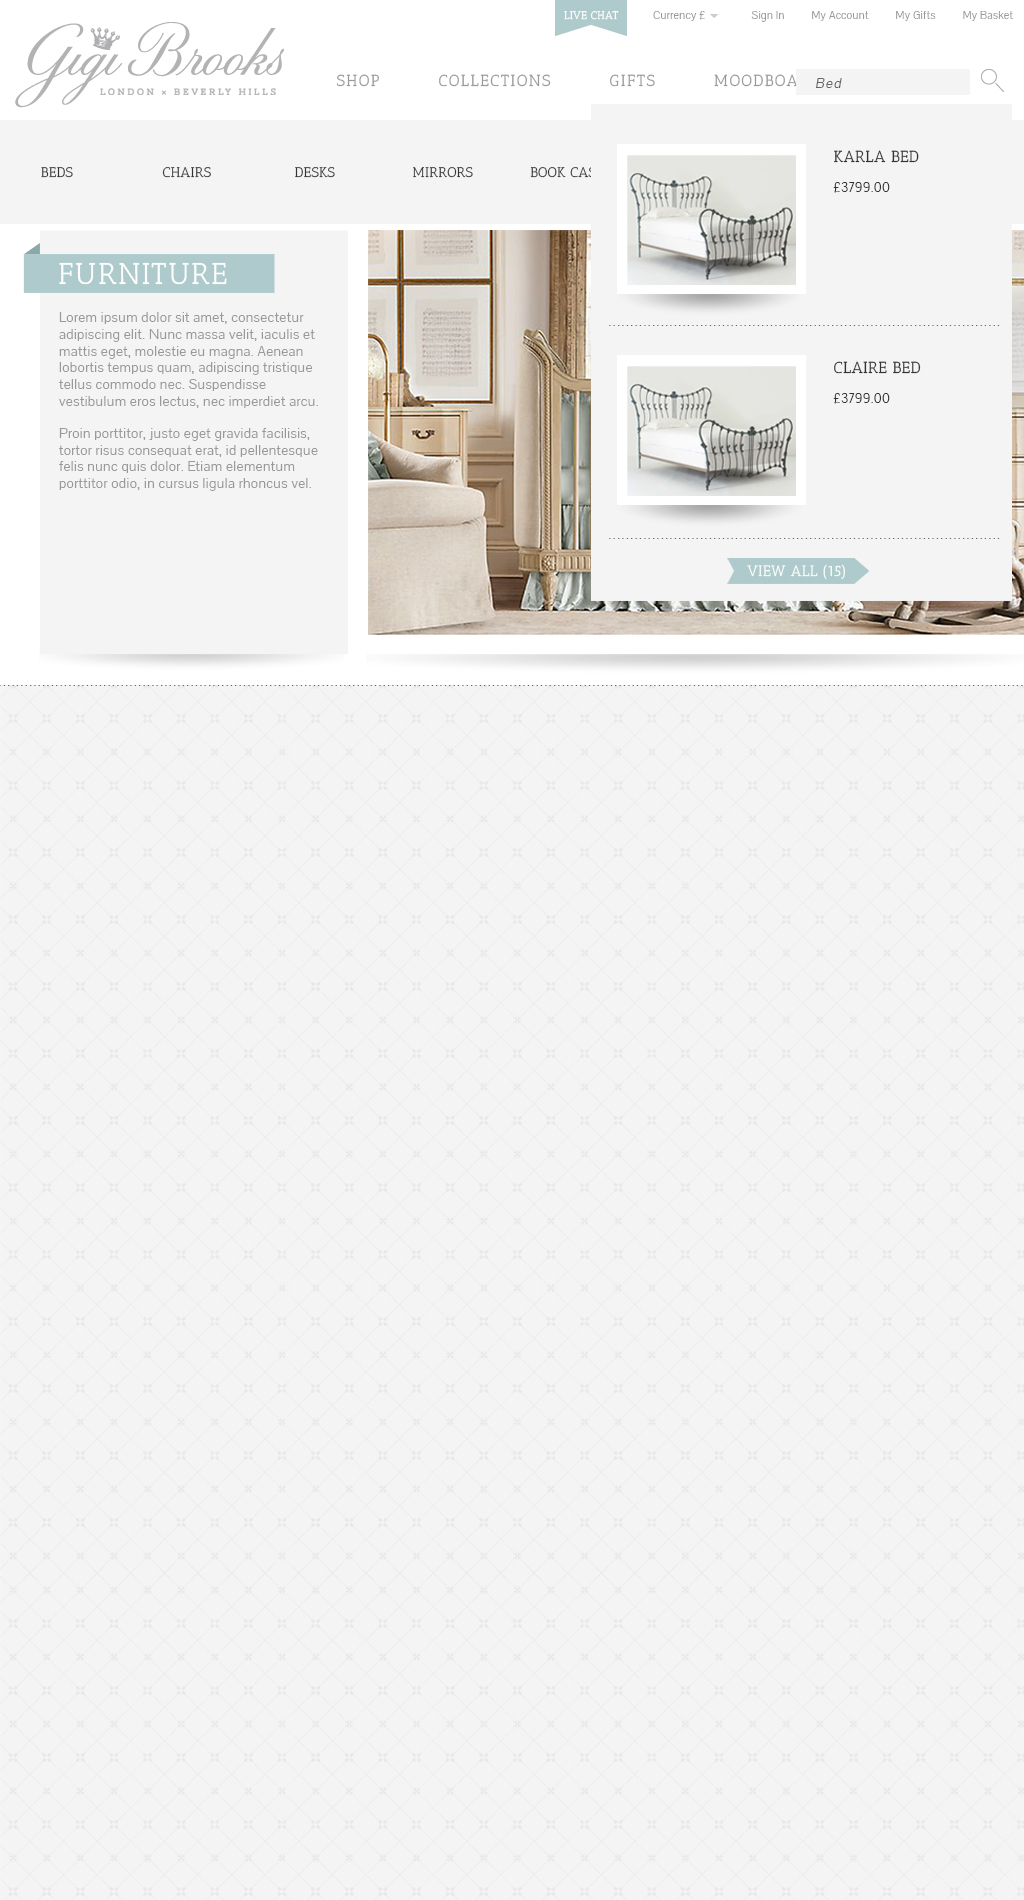 LIVE CHAT
Currency £
Sign In
My Account
My Gifts
My Basket
Gigi Brooks
LONDON × BEVERLY HILLS
SHOP
COLLECTIONS
GIFTS
MOODBOA
Bed
BEDS
CHAIRS
DESKS
MIRRORS
BOOK CAS
KARLA BED
£3799.00
CLAIRE BED
£3799.00
VIEW ALL (15)
FURNITURE
Lorem ipsum dolor sit amet, consectetur
adipiscing elit. Nunc massa velit, iaculis et
mattis eget, molestie eu magna. Aenean
lobortis tempus quam, adipiscing tristique
tellus commodo nec. Suspendisse
vestibulum eros lectus, nec imperdiet arcu.
Proin porttitor, justo eget gravida facilisis,
tortor risus consequat erat, id pellentesque
felis nunc quis dolor. Etiam elementum
porttitor odio, in cursus ligula rhoncus vel.